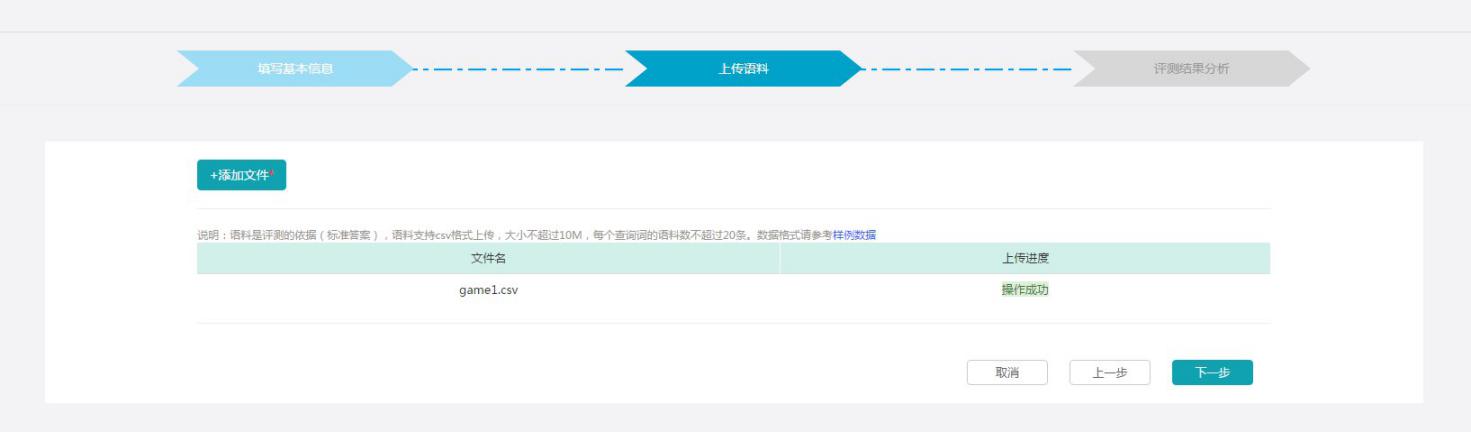 填写基本信息
上传语料
评测结果分析
+添加文件*
说明：语料是评测的依据（标准答案），语料支持csv格式上传，大小不超过10M，每个查询词的语料数不超过20条。数据格式请参考样例数据
文件名
上传进度
game1.csv
操作成功
取消
上一步
下一步